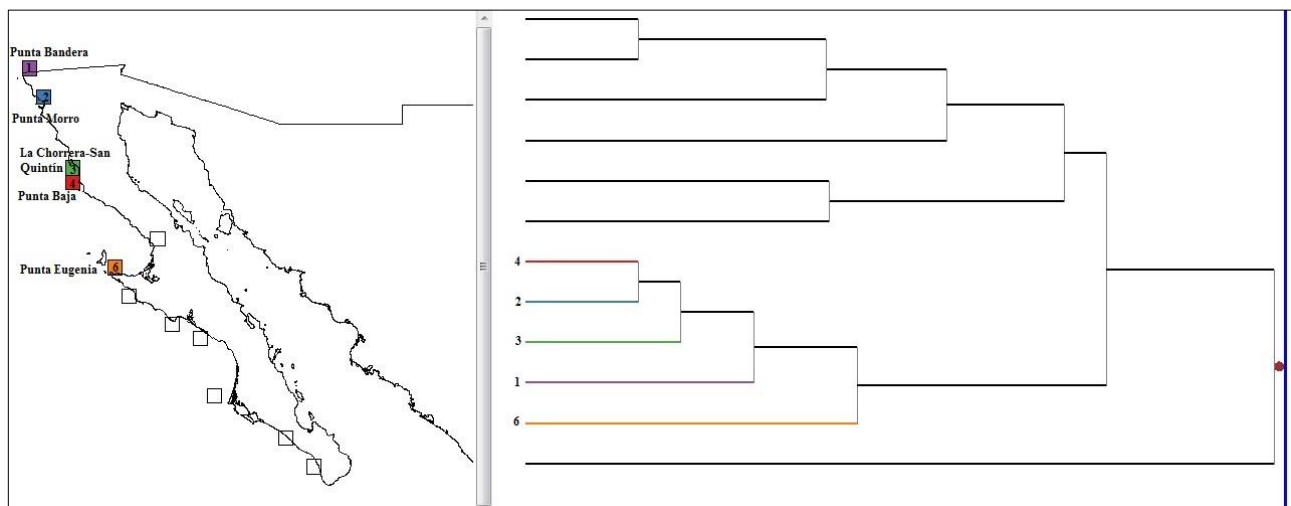 Punta Bandera
1
2
Punta Morro
La Chorrera-San
Quintín
3
4
Punta Baja
Punta Eugenia
6
4
2
3
1
6